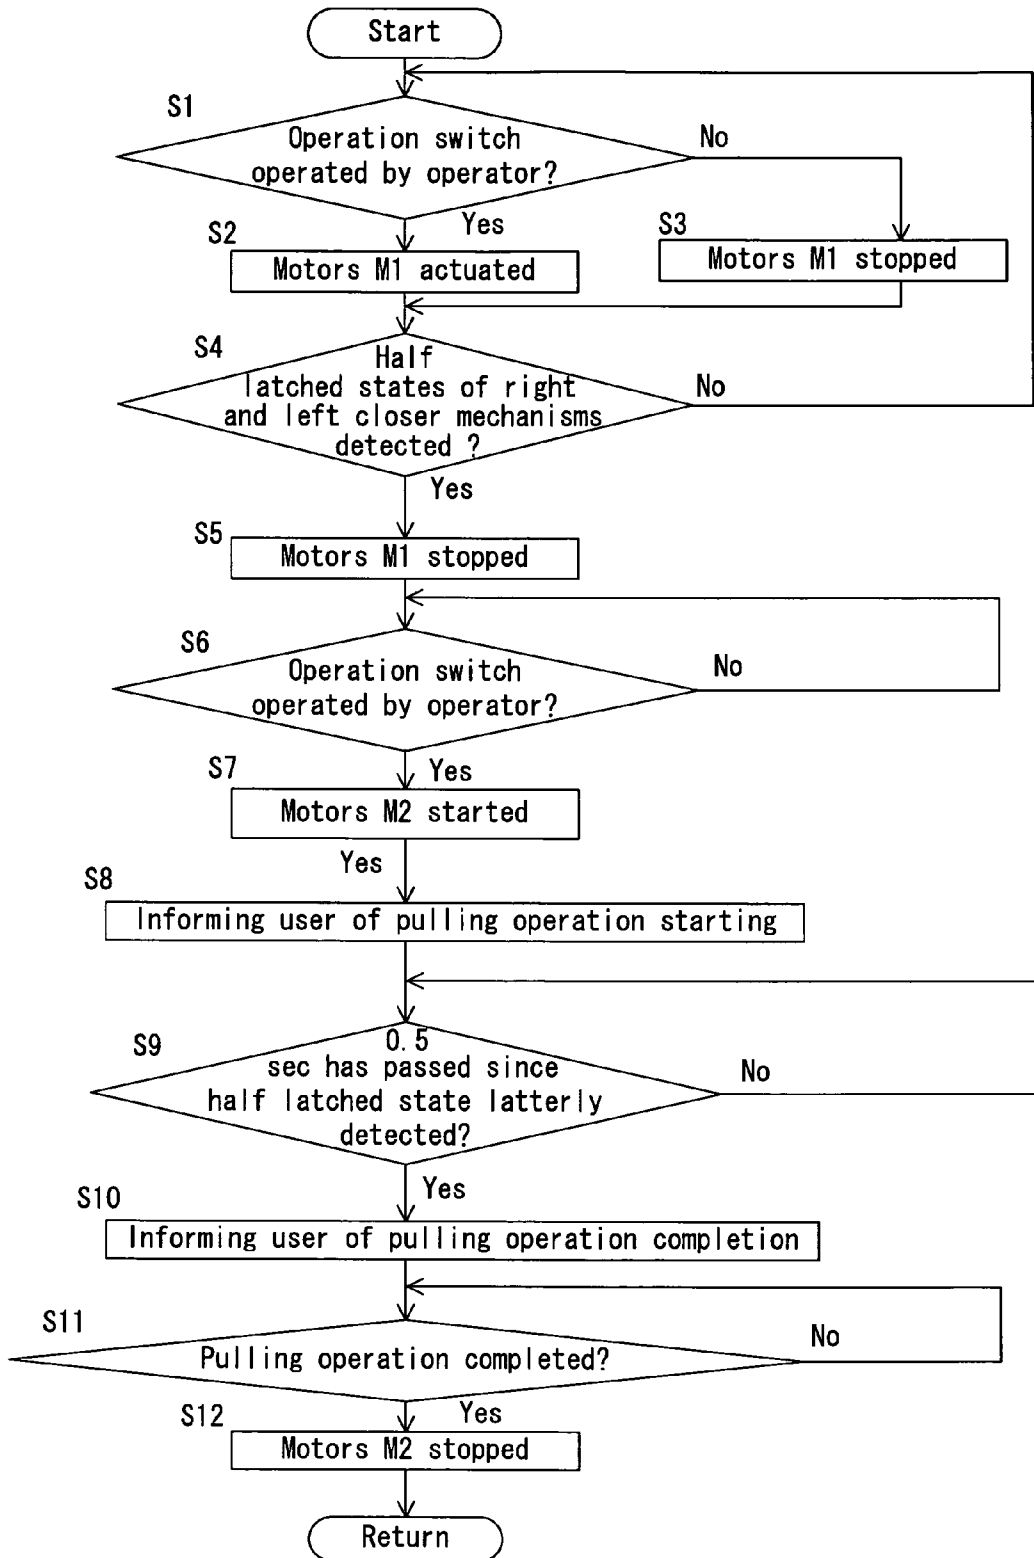 Start
S1
Operation switch
operated by operator?
No
Yes
S2
Motors M1 actuated
S3
Motors M1 stopped
S4
Half
latched states of right
and left closer mechanisms
detected ?
No
Yes
S5
Motors M1 stopped
S6
Operation switch
operated by operator?
No
Yes
S7
Motors M2 started
Yes
S8
Informing user of pulling operation starting
S9
0.5
sec has passed since
half latched state latterly
detected?
No
Yes
S10
Informing user of pulling operation completion
S11
Pulling operation completed?
No
Yes
S12
Motors M2 stopped
Return